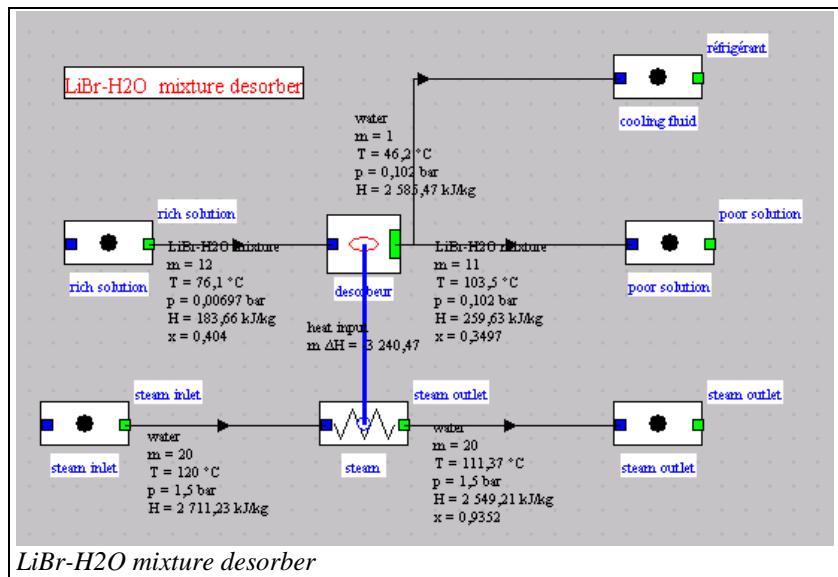 réfrigérant
LiBr-H2O mixture desorber
cooling fluid
water
m = 1
T = 46,2 °C
p = 0,102 bar
H = 2 585,47 kJ/kg
rich solution
poor solution
rich solution
LiBr-H2O mixture
m = 12
T = 76,1 °C
p = 0,00697 bar
H = 183,66 kJ/kg
x = 0,404
desorbeur
LiBr-H2O mixture
m = 11
T = 103,5 °C
p = 0,102 bar
H = 259,63 kJ/kg
x = 0,3497
poor solution
heat input
m ΔH = -3 240,47
steam inlet
steam outlet
steam outlet
steam inlet
water
m = 20
T = 120 °C
p = 1,5 bar
H = 2 711,23 kJ/kg
steam
water
m = 20
T = 111,37 °C
p = 1,5 bar
H = 2 549,21 kJ/kg
x = 0,9352
steam outlet
LiBr-H2O mixture desorber